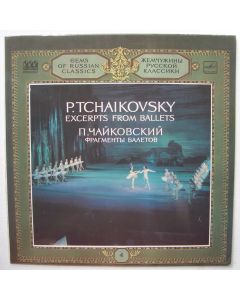 GEMS
OF RUSSIAN
CLASSICS
ЖЕМЧУЖИНЫ
РУССКОЙ
КЛАССИКИ
P.TCHAIKOVSKY
EXCERPTS FROM BALLETS
П.ЧАЙКОВСКИЙ
ФРАГМЕНТЫ БАЛЕТОВ